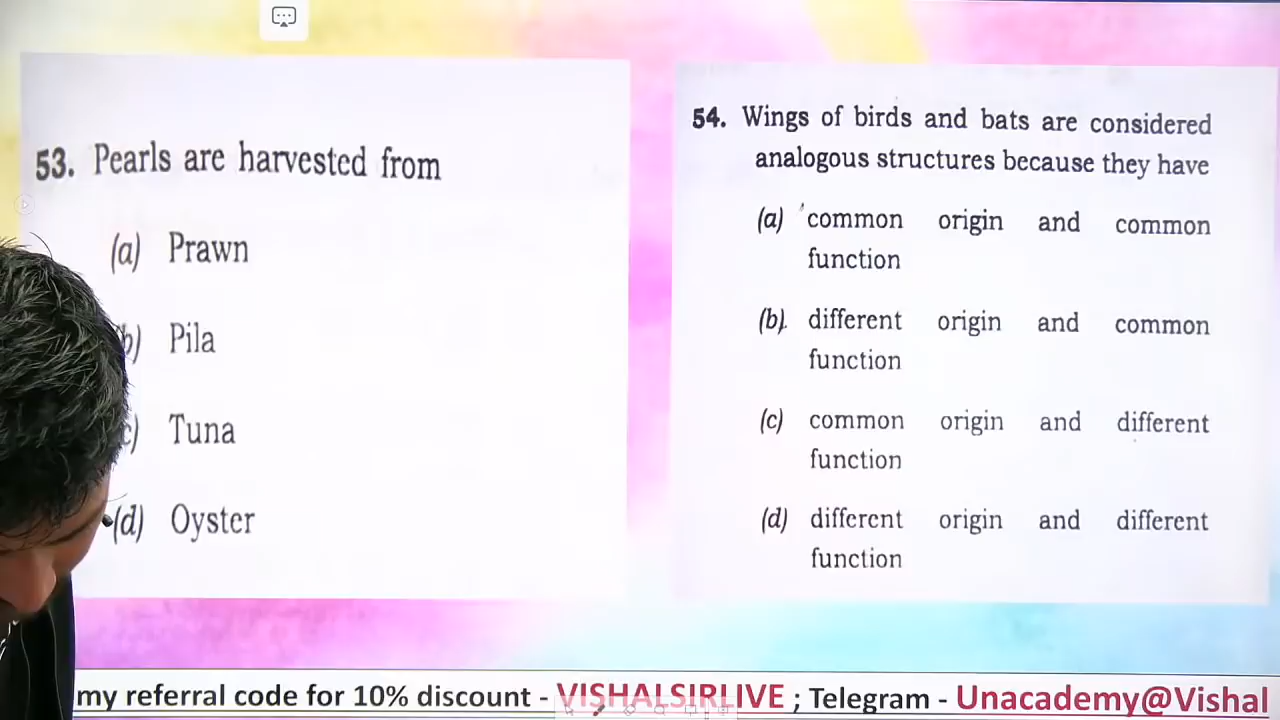 53. Pearls are harvested from
(a) Prawn
b) Pila
c) Tuna
(d) Oyster
54. Wings of birds and bats are considered
analogous structures because they have
(a) common origin and common
function
(b). different origin and common
function
(c) common origin and different
function
(d) different origin and different
function
my referral code for 10% discount - VISHALSIRLIVE ; Telegram - Unacademy@Vishal